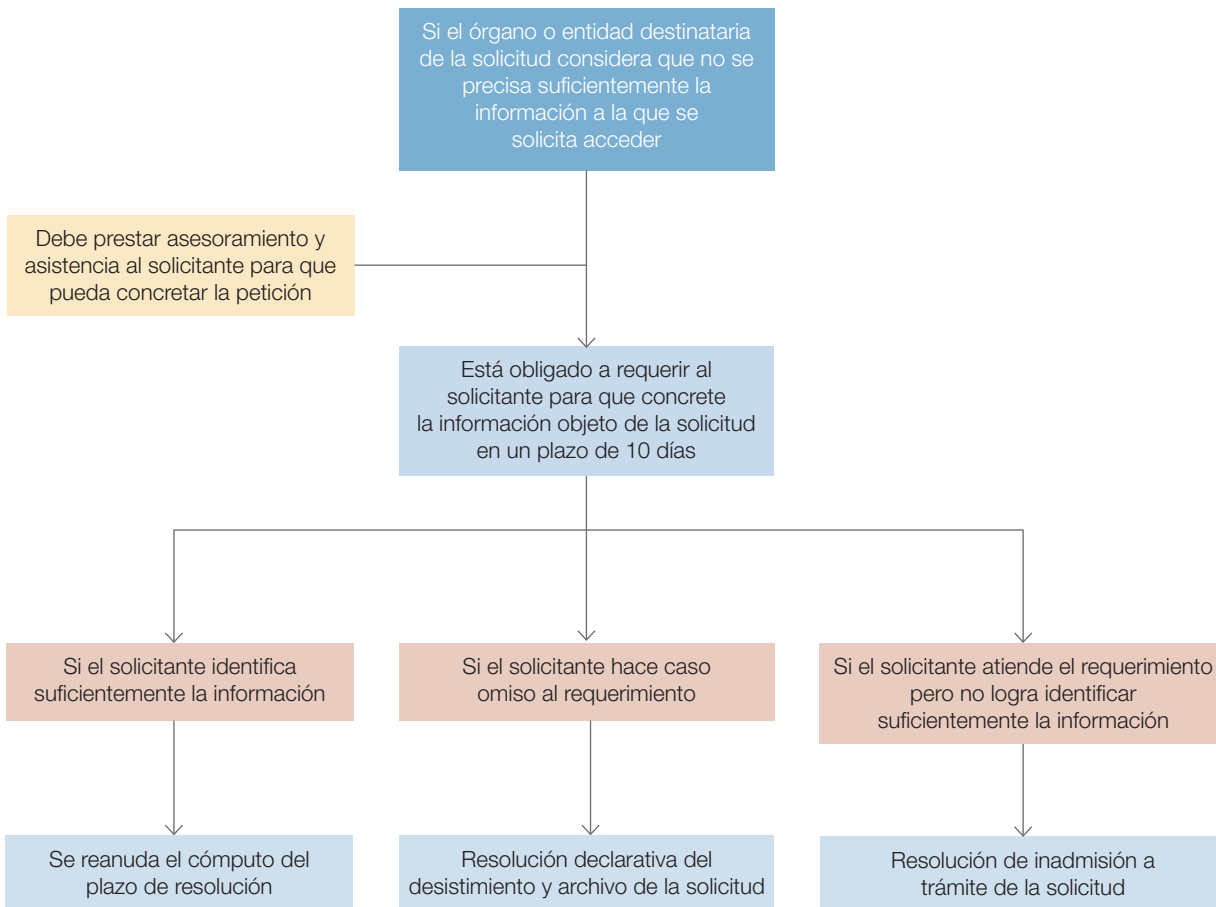 Si el órgano o entidad destinataria
de la solicitud considera que no se
precisa suficientemente la
información a la que se
solicita acceder
Debe prestar asesoramiento y
asistencia al solicitante para que
pueda concretar la petición
Está obligado a requerir al
solicitante para que concrete
la información objeto de la solicitud
en un plazo de 10 días
Si el solicitante identifica
suficientemente la información
Si el solicitante hace caso
omiso al requerimiento
Si el solicitante atiende el requerimiento
pero no logra identificar
suficientemente la información
Se reanuda el cómputo del
plazo de resolución
Resolución declarativa del
desistimiento y archivo de la solicitud
Resolución de inadmisión a
trámite de la solicitud